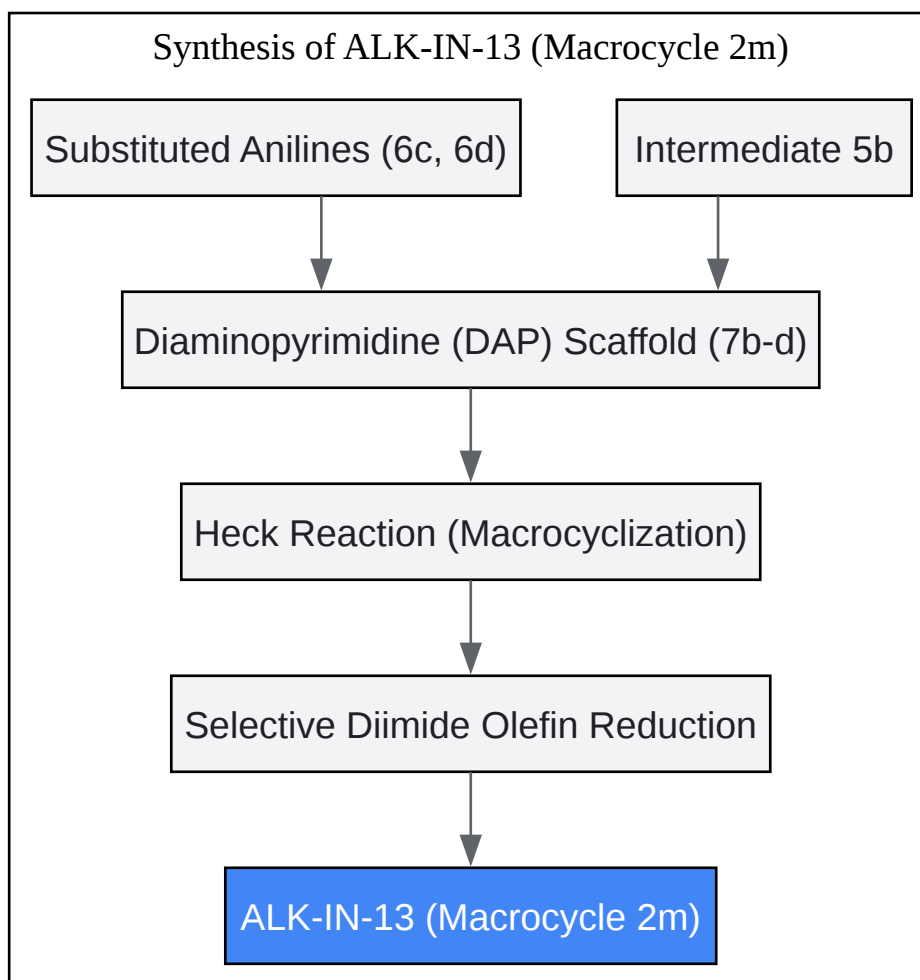 Synthesis of ALK-IN-13 (Macrocycle 2m)
Substituted Anilines (6c, 6d)
Intermediate 5b
Diaminopyrimidine (DAP) Scaffold (7b-d)
Heck Reaction (Macrocyclization)
Selective Diimide Olefin Reduction
ALK-IN-13 (Macrocycle 2m)